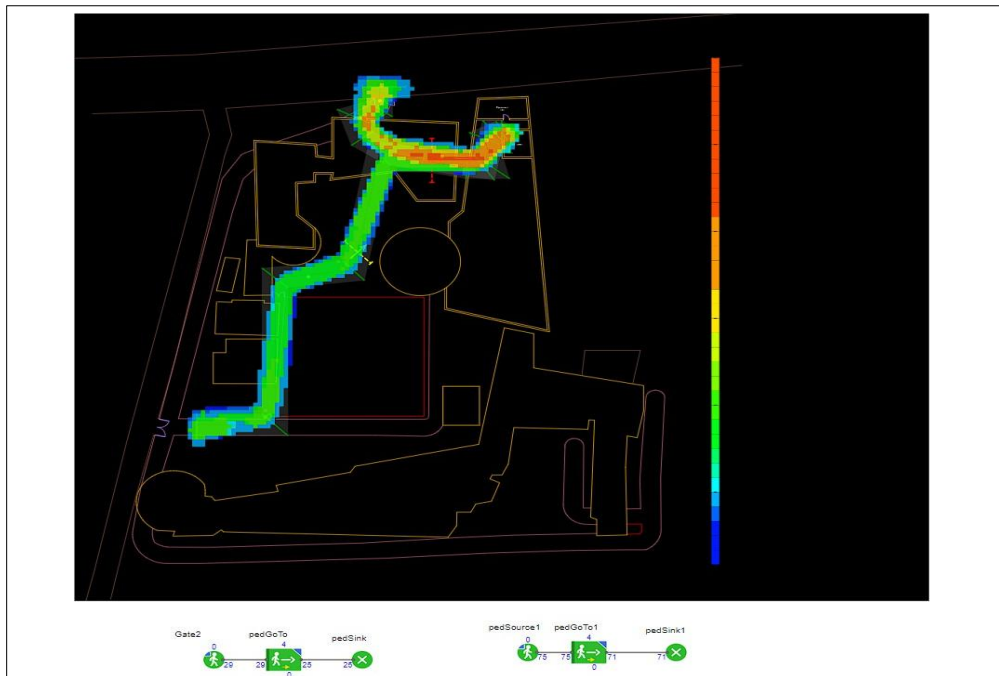 Gate2 pedGoTo pedSink
0 4
29 29 25 25
0
pedSource1 pedGoTo1 pedSink1
0 4
75 75 71 71
0